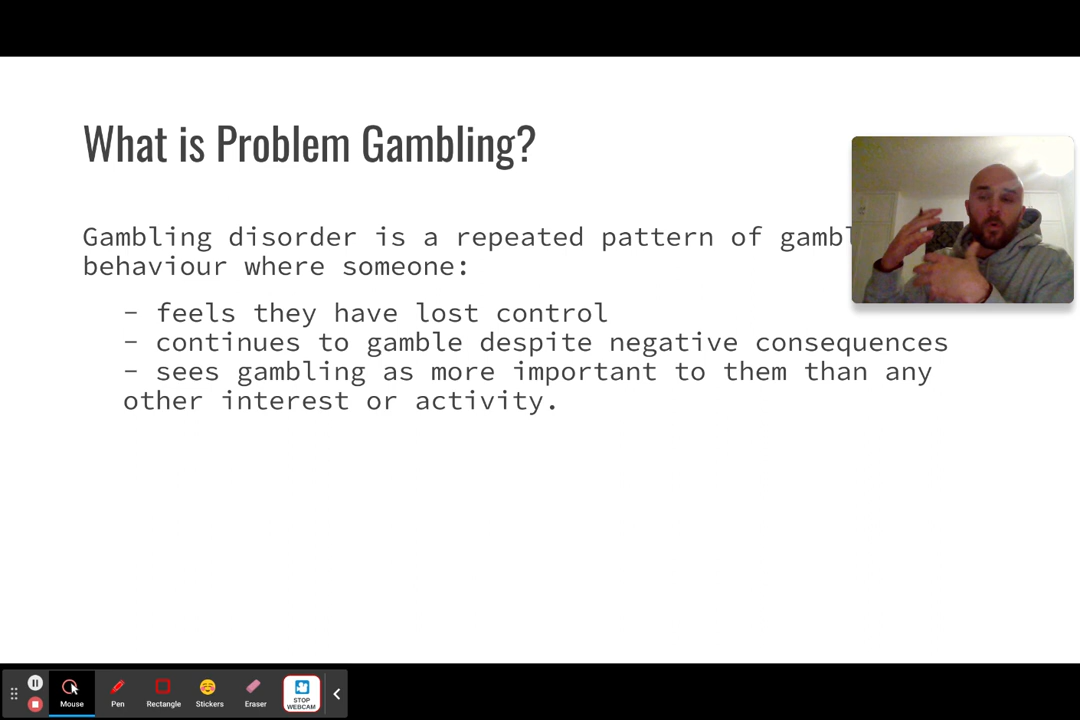 What is Problem Gambling?
Gambling disorder is a repeated pattern of
behaviour where someone:
- feels they have lost control
- continues to gamble despite negative consequences
- sees gambling as more important to them than any
other interest or activity.
Mouse
Pen
Rectangle
Stickers
Eraser
STOP
WEBCAM